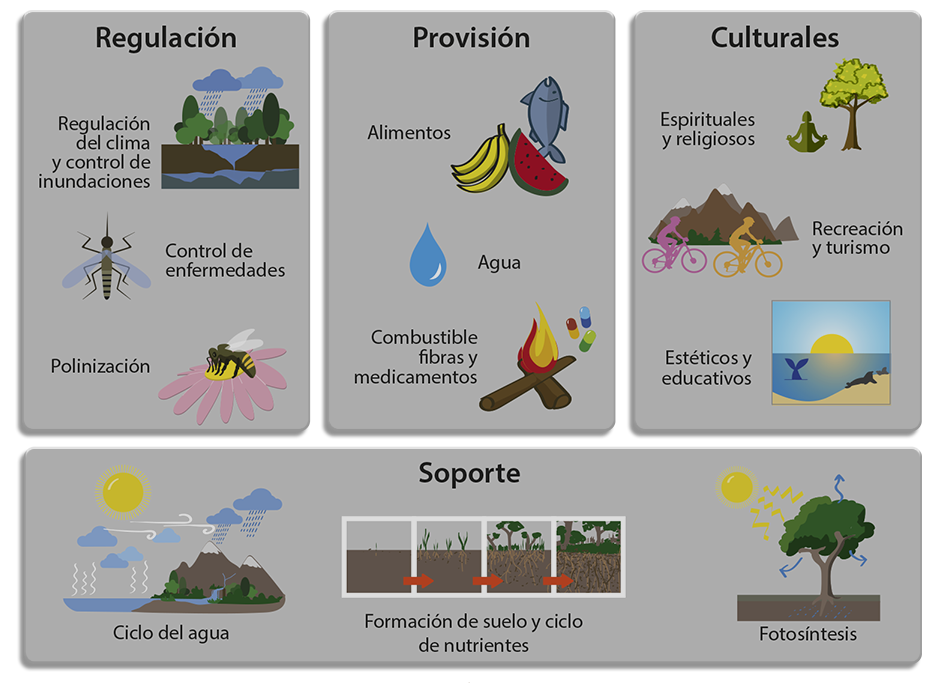 Regulación
Regulación
del clima
y control de
inundaciones
Control de
enfermedades
Polinización
Provisión
Alimentos
Agua
Combustible
fibras y
medicamentos
Culturales
Espirituales
y religiosos
Recreación
y turismo
Estéticos y
educativos
Soporte
Ciclo del agua
Formación de suelo y ciclo
de nutrientes
Fotosíntesis